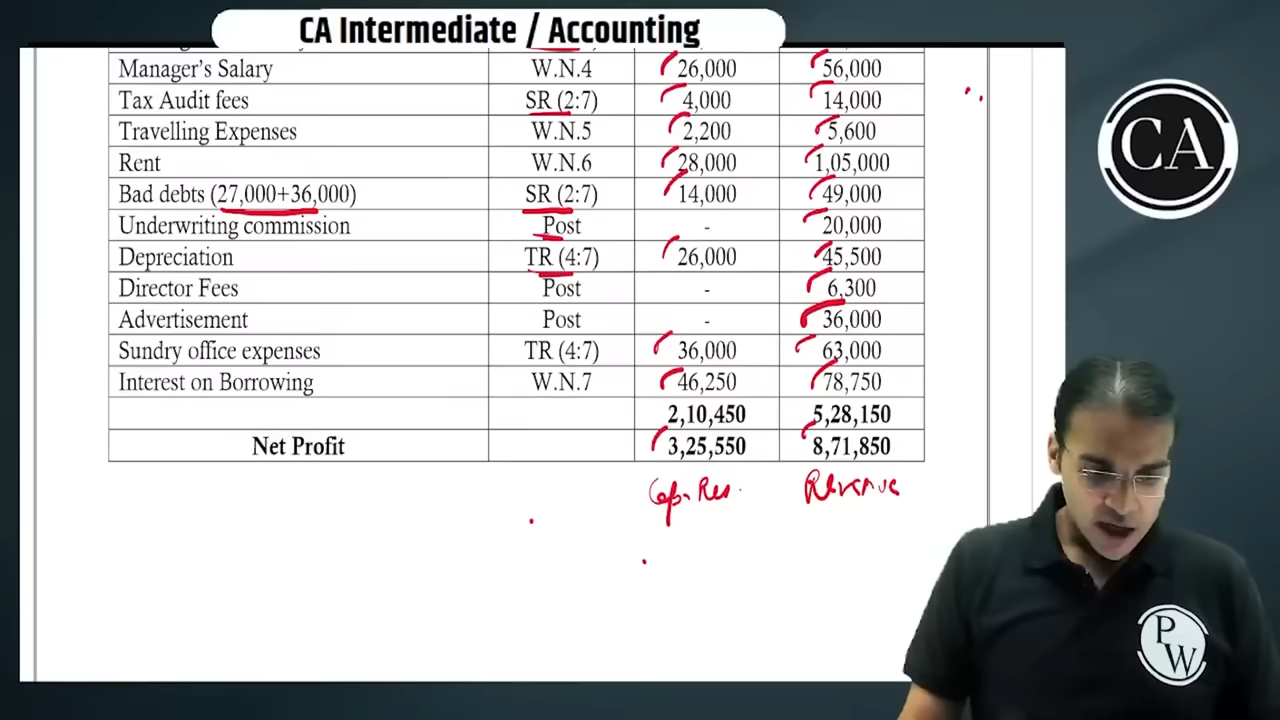 CA Intermediate / Accounting
Manager's Salary W.N.4 26,000 56,000
Tax Audit fees SR (2:7) 4,000 14,000
Travelling Expenses W.N.5 2,200 5,600
Rent W.N.6 28,000 1,05,000
Bad debts (27,000+36,000) SR (2:7) 14,000 49,000
Underwriting commission Post - 20,000
Depreciation TR (4:7) 26,000 45,500
Director Fees Post - 6,300
Advertisement Post - 36,000
Sundry office expenses TR (4:7) 36,000 63,000
Interest on Borrowing W.N.7 46,250 78,750
2,10,450 5,28,150
Net Profit 3,25,550 8,71,850
Cap. Res. Revenue
CA
P
W